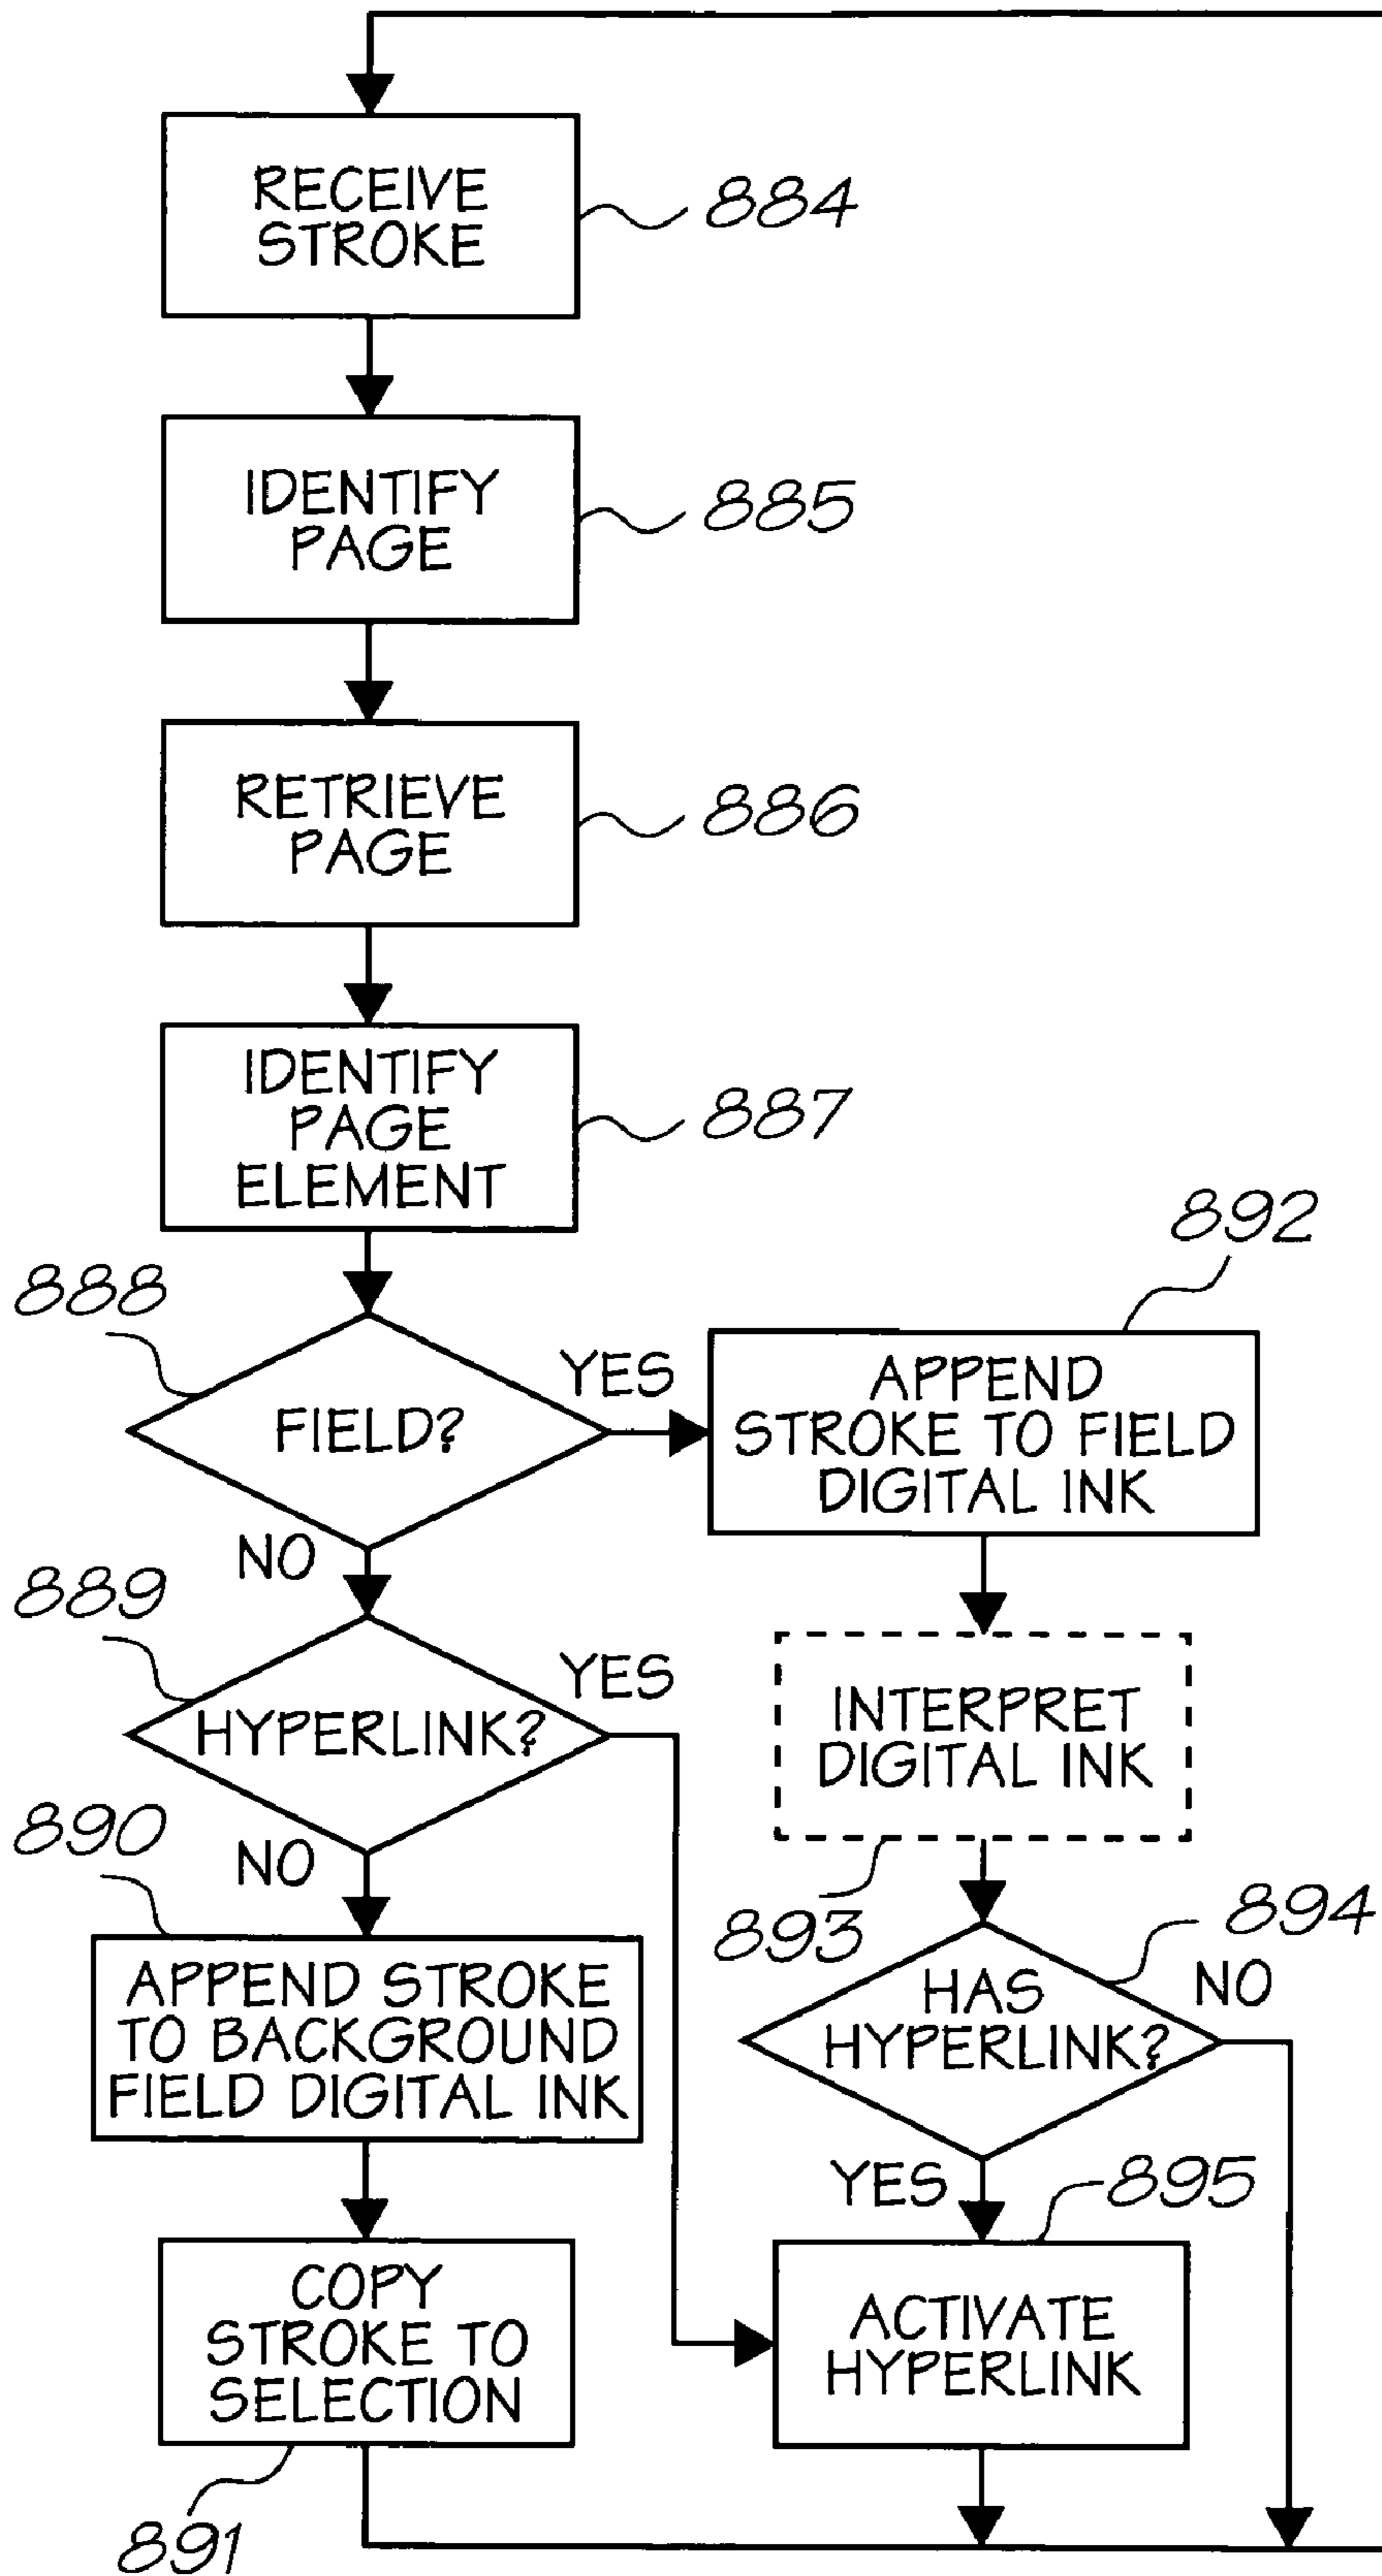 RECEIVE
STROKE
884
IDENTIFY
PAGE
885
RETRIEVE
PAGE
886
IDENTIFY
PAGE
ELEMENT
887
888
FIELD?
YES
NO
892
APPEND
STROKE TO FIELD
DIGITAL INK
889
HYPERLINK?
YES
NO
INTERPRET
DIGITAL INK
893
890
APPEND STROKE
TO BACKGROUND
FIELD DIGITAL INK
894
HAS
HYPERLINK?
NO
YES
895
COPY
STROKE TO
SELECTION
891
ACTIVATE
HYPERLINK